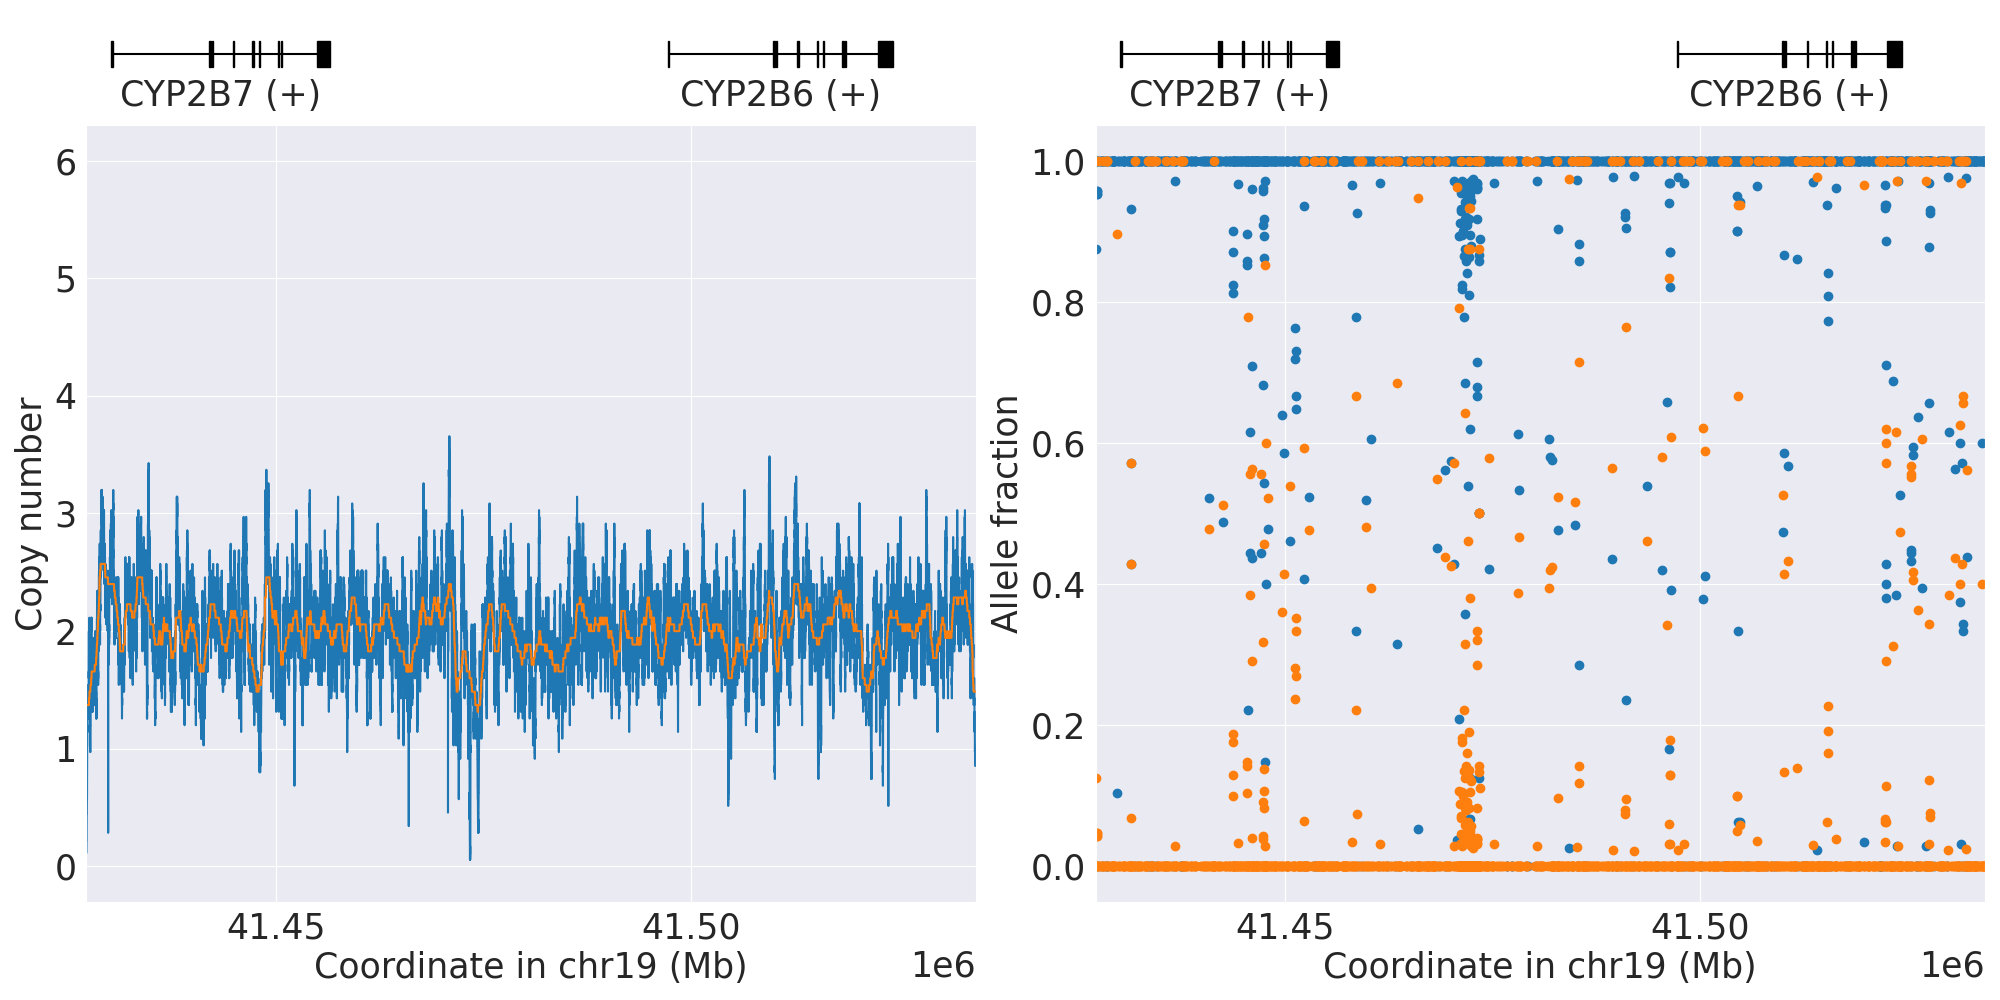 CYP2B7 (+)
CYP2B6 (+)
6
5
4
3
2
1
0
Copy number
41.45
41.50
Coordinate in chr19 (Mb)
1e6
CYP2B7 (+)
CYP2B6 (+)
1.0
0.8
0.6
0.4
0.2
0.0
Allele fraction
41.45
41.50
Coordinate in chr19 (Mb)
1e6